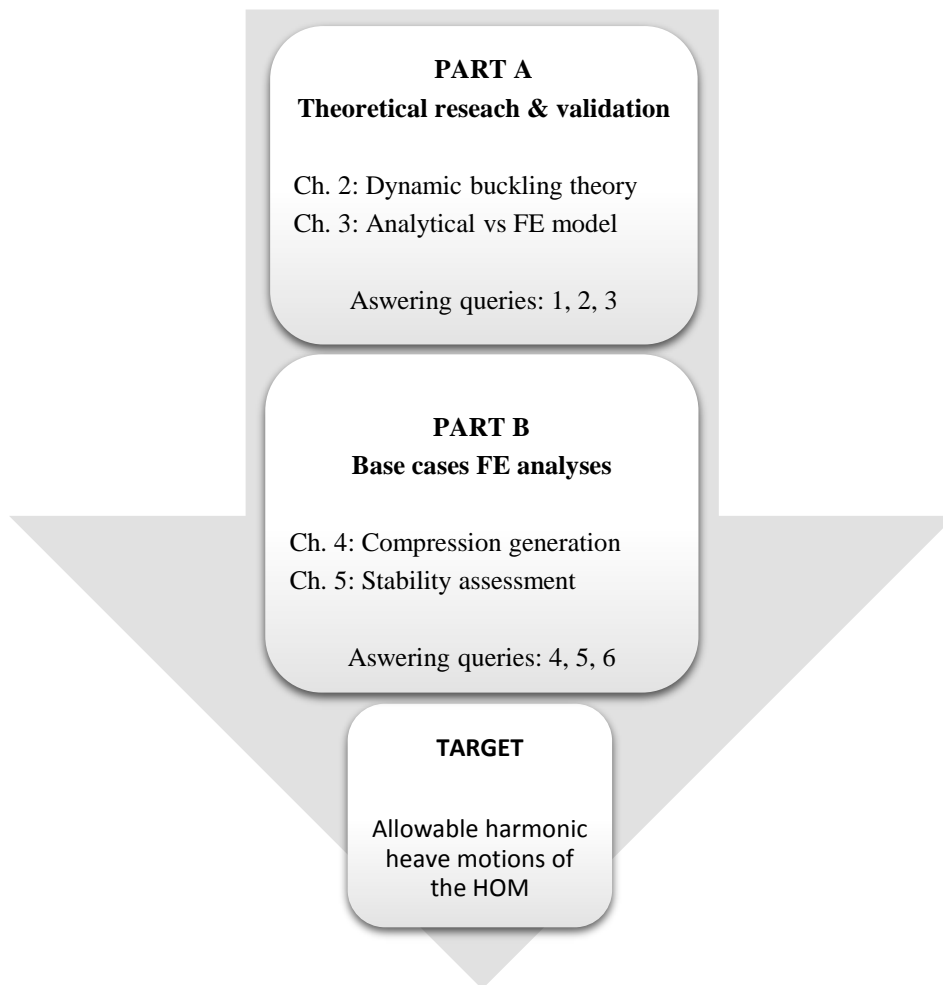 PART A
Theoretical reseach & validation
Ch. 2: Dynamic buckling theory
Ch. 3: Analytical vs FE model
Aswering queries: 1, 2, 3
PART B
Base cases FE analyses
Ch. 4: Compression generation
Ch. 5: Stability assessment
Aswering queries: 4, 5, 6
TARGET
Allowable harmonic
heave motions of
the HOM